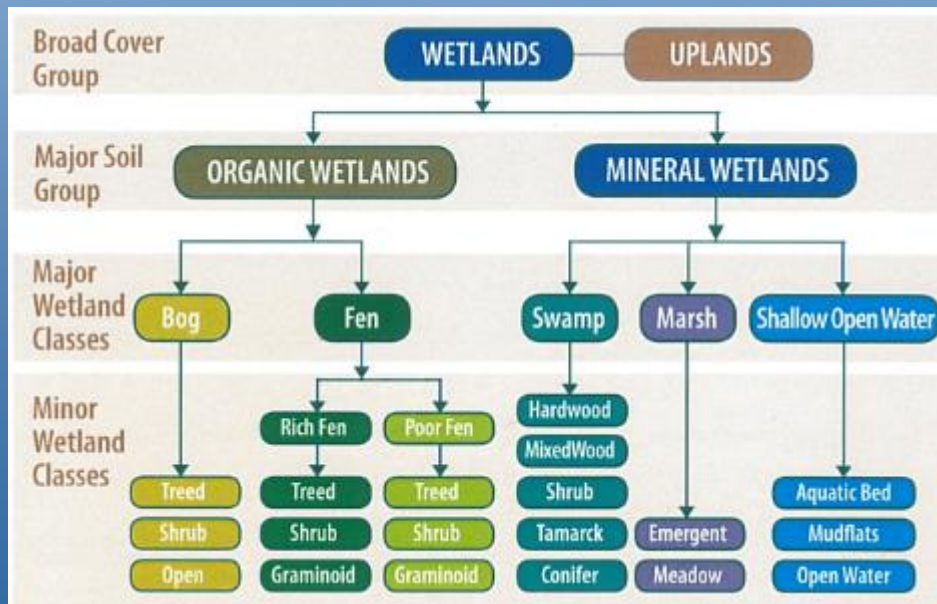 Broad Cover
Group
WETLANDS
UPLANDS
Major Soil
Group
ORGANIC WETLANDS
MINERAL WETLANDS
Major
Wetland
Classes
Bog
Fen
Swamp
Marsh
Shallow Open Water
Minor
Wetland
Classes
Treed
Shrub
Open
Rich Fen
Treed
Shrub
Graminoid
Poor Fen
Treed
Shrub
Graminoid
Hardwood
MixedWood
Shrub
Tamarck
Conifer
Emergent
Meadow
Aquatic Bed
Mudflats
Open Water